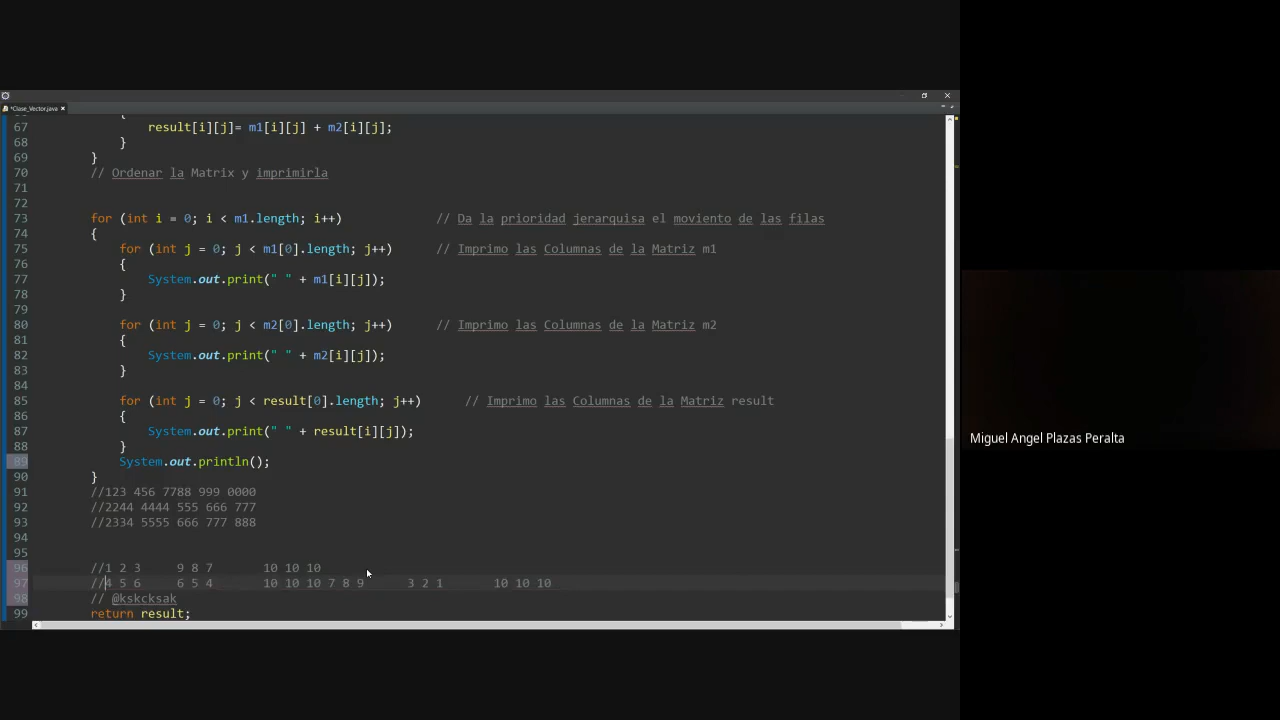 *Clase_Vector.java
67 result[i][j]= m1[i][j] + m2[i][j];
68 }
69 }
70 // Ordenar la Matrix y imprimirla
71
72
73 for (int i = 0; i < m1.length; i++) // Da la prioridad jerarquisa el moviento de las filas
74 {
75 for (int j = 0; j < m1[0].length; j++) // Imprimo las Columnas de la Matriz m1
76 {
77 System.out.print(" " + m1[i][j]);
78 }
79
80 for (int j = 0; j < m2[0].length; j++) // Imprimo las Columnas de la Matriz m2
81 {
82 System.out.print(" " + m2[i][j]);
83 }
84
85 for (int j = 0; j < result[0].length; j++) // Imprimo las Columnas de la Matriz result
86 {
87 System.out.print(" " + result[i][j]);
88 }
89 System.out.println();
90 }
91 //123 456 7788 999 0000
92 //2244 4444 555 666 777
93 //2334 5555 666 777 888
94
95
96 //1 2 3 9 8 7 10 10 10
97 //4 5 6 6 5 4 10 10 10 7 8 9 3 2 1 10 10 10
98 // @kskcksak
99 return result;
Miguel Angel Plazas Peralta